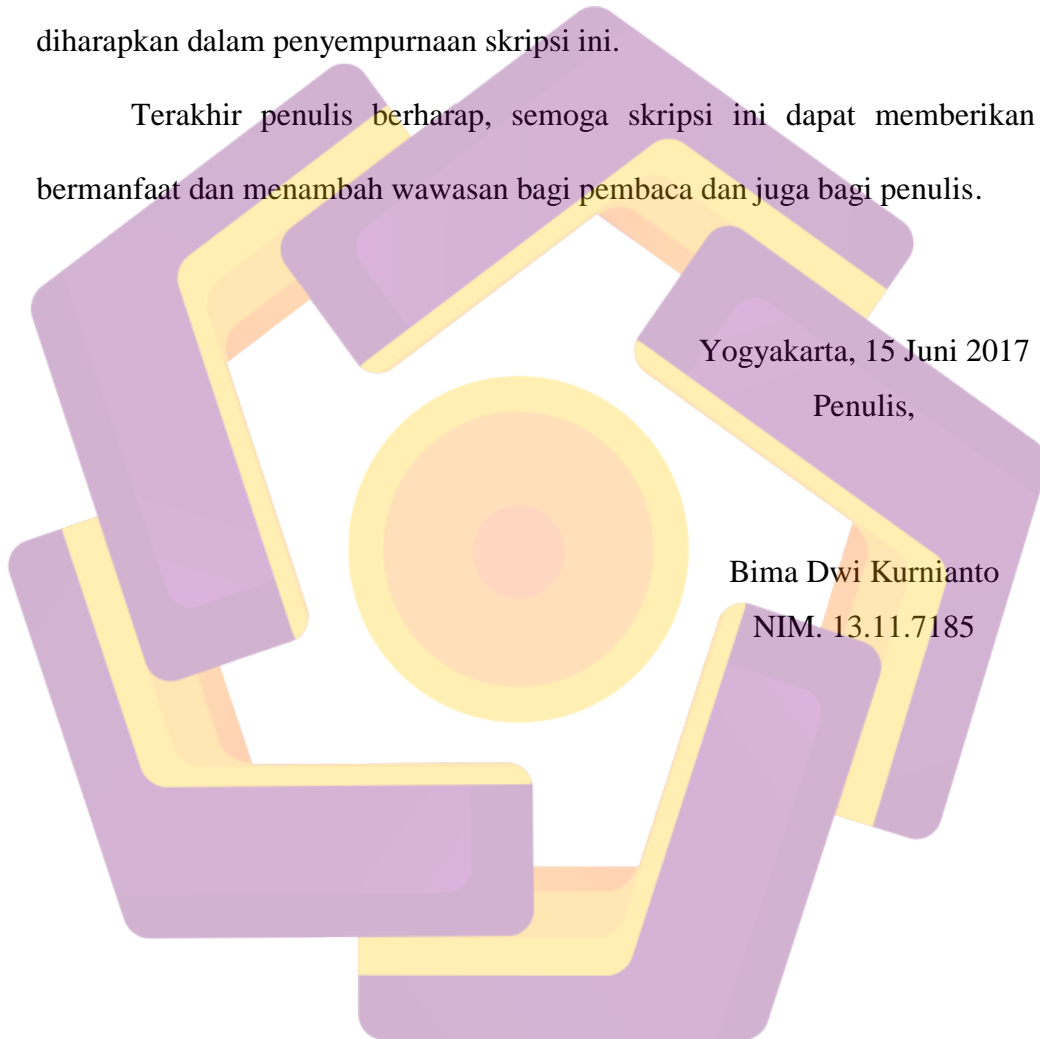 diharapkan dalam penyempurnaan skripsi ini.
Terakhir penulis berharap, semoga skripsi ini dapat memberikan
bermanfaat dan menambah wawasan bagi pembaca dan juga bagi penulis.
Yogyakarta, 15 Juni 2017
Penulis,
Bima Dwi Kurnianto
NIM. 13.11.7185